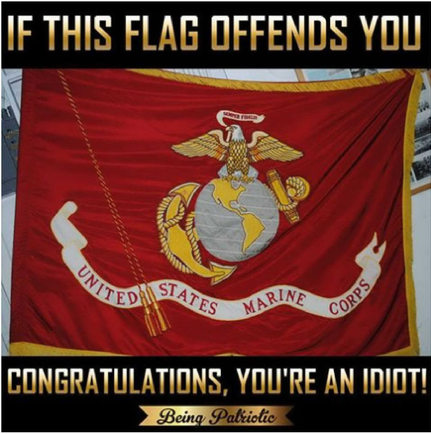 IF THIS FLAG OFFENDS YOU
SEMPER FIDELIS
UNITED STATES MARINE CORPS
CONGRATULATIONS, YOU'RE AN IDIOT!
Being Patriotic